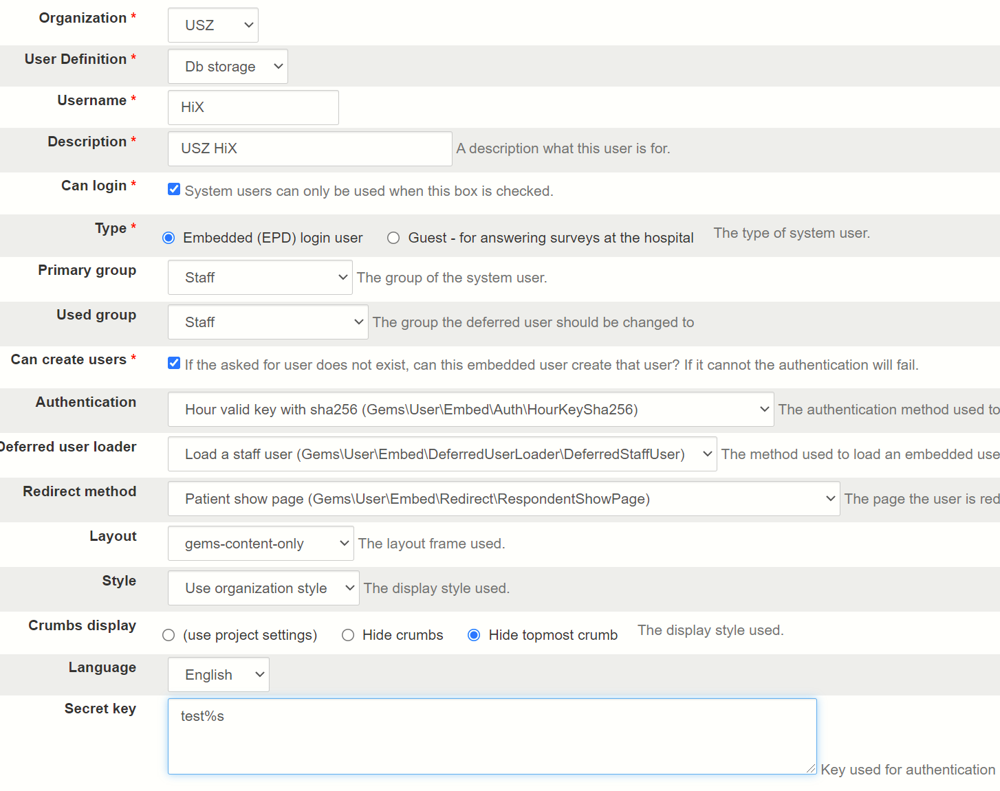 Organization * USZ
User Definition * Db storage
Username * HiX
Description * USZ HiX A description what this user is for.
Can login * System users can only be used when this box is checked.
Type * Embedded (EPD) login user Guest - for answering surveys at the hospital The type of system user.
Primary group Staff The group of the system user.
Used group Staff The group the deferred user should be changed to
Can create users * If the asked for user does not exist, can this embedded user create that user? If it cannot the authentication will fail.
Authentication Hour valid key with sha256 (Gems\User\Embed\Auth\HourKeySha256) The authentication method used to
Deferred user loader Load a staff user (Gems\User\Embed\DeferredUserLoader\DeferredStaffUser) The method used to load an embedded use
Redirect method Patient show page (Gems\User\Embed\Redirect\RespondentShowPage) The page the user is red
Layout gems-content-only The layout frame used.
Style Use organization style The display style used.
Crumbs display (use project settings) Hide crumbs Hide topmost crumb The display style used.
Language English
Secret key test%s
Key used for authentication